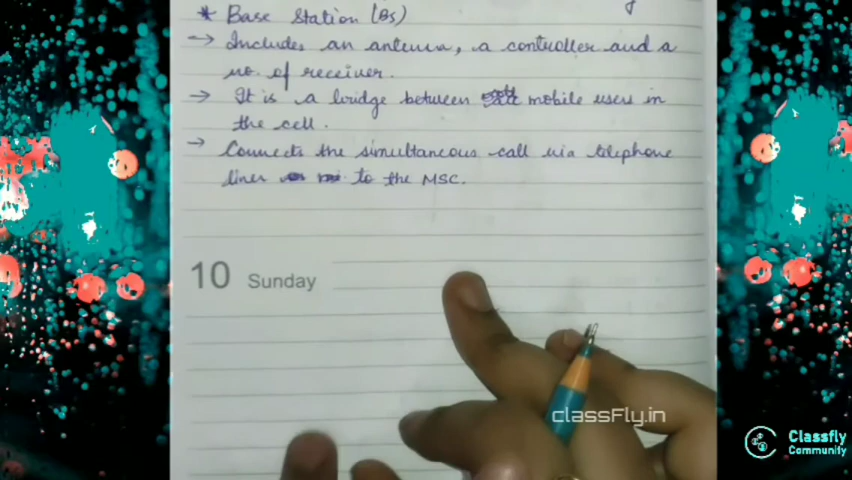 * Base Station (BS)
→ Includes an antenna, a controller and a
no. of receiver.
→ It is a bridge between mobile users in
the cell.
→ Connects the simultaneous call via telephone
lines to the MSC.
10 Sunday
classFly.in
Classfly
Community